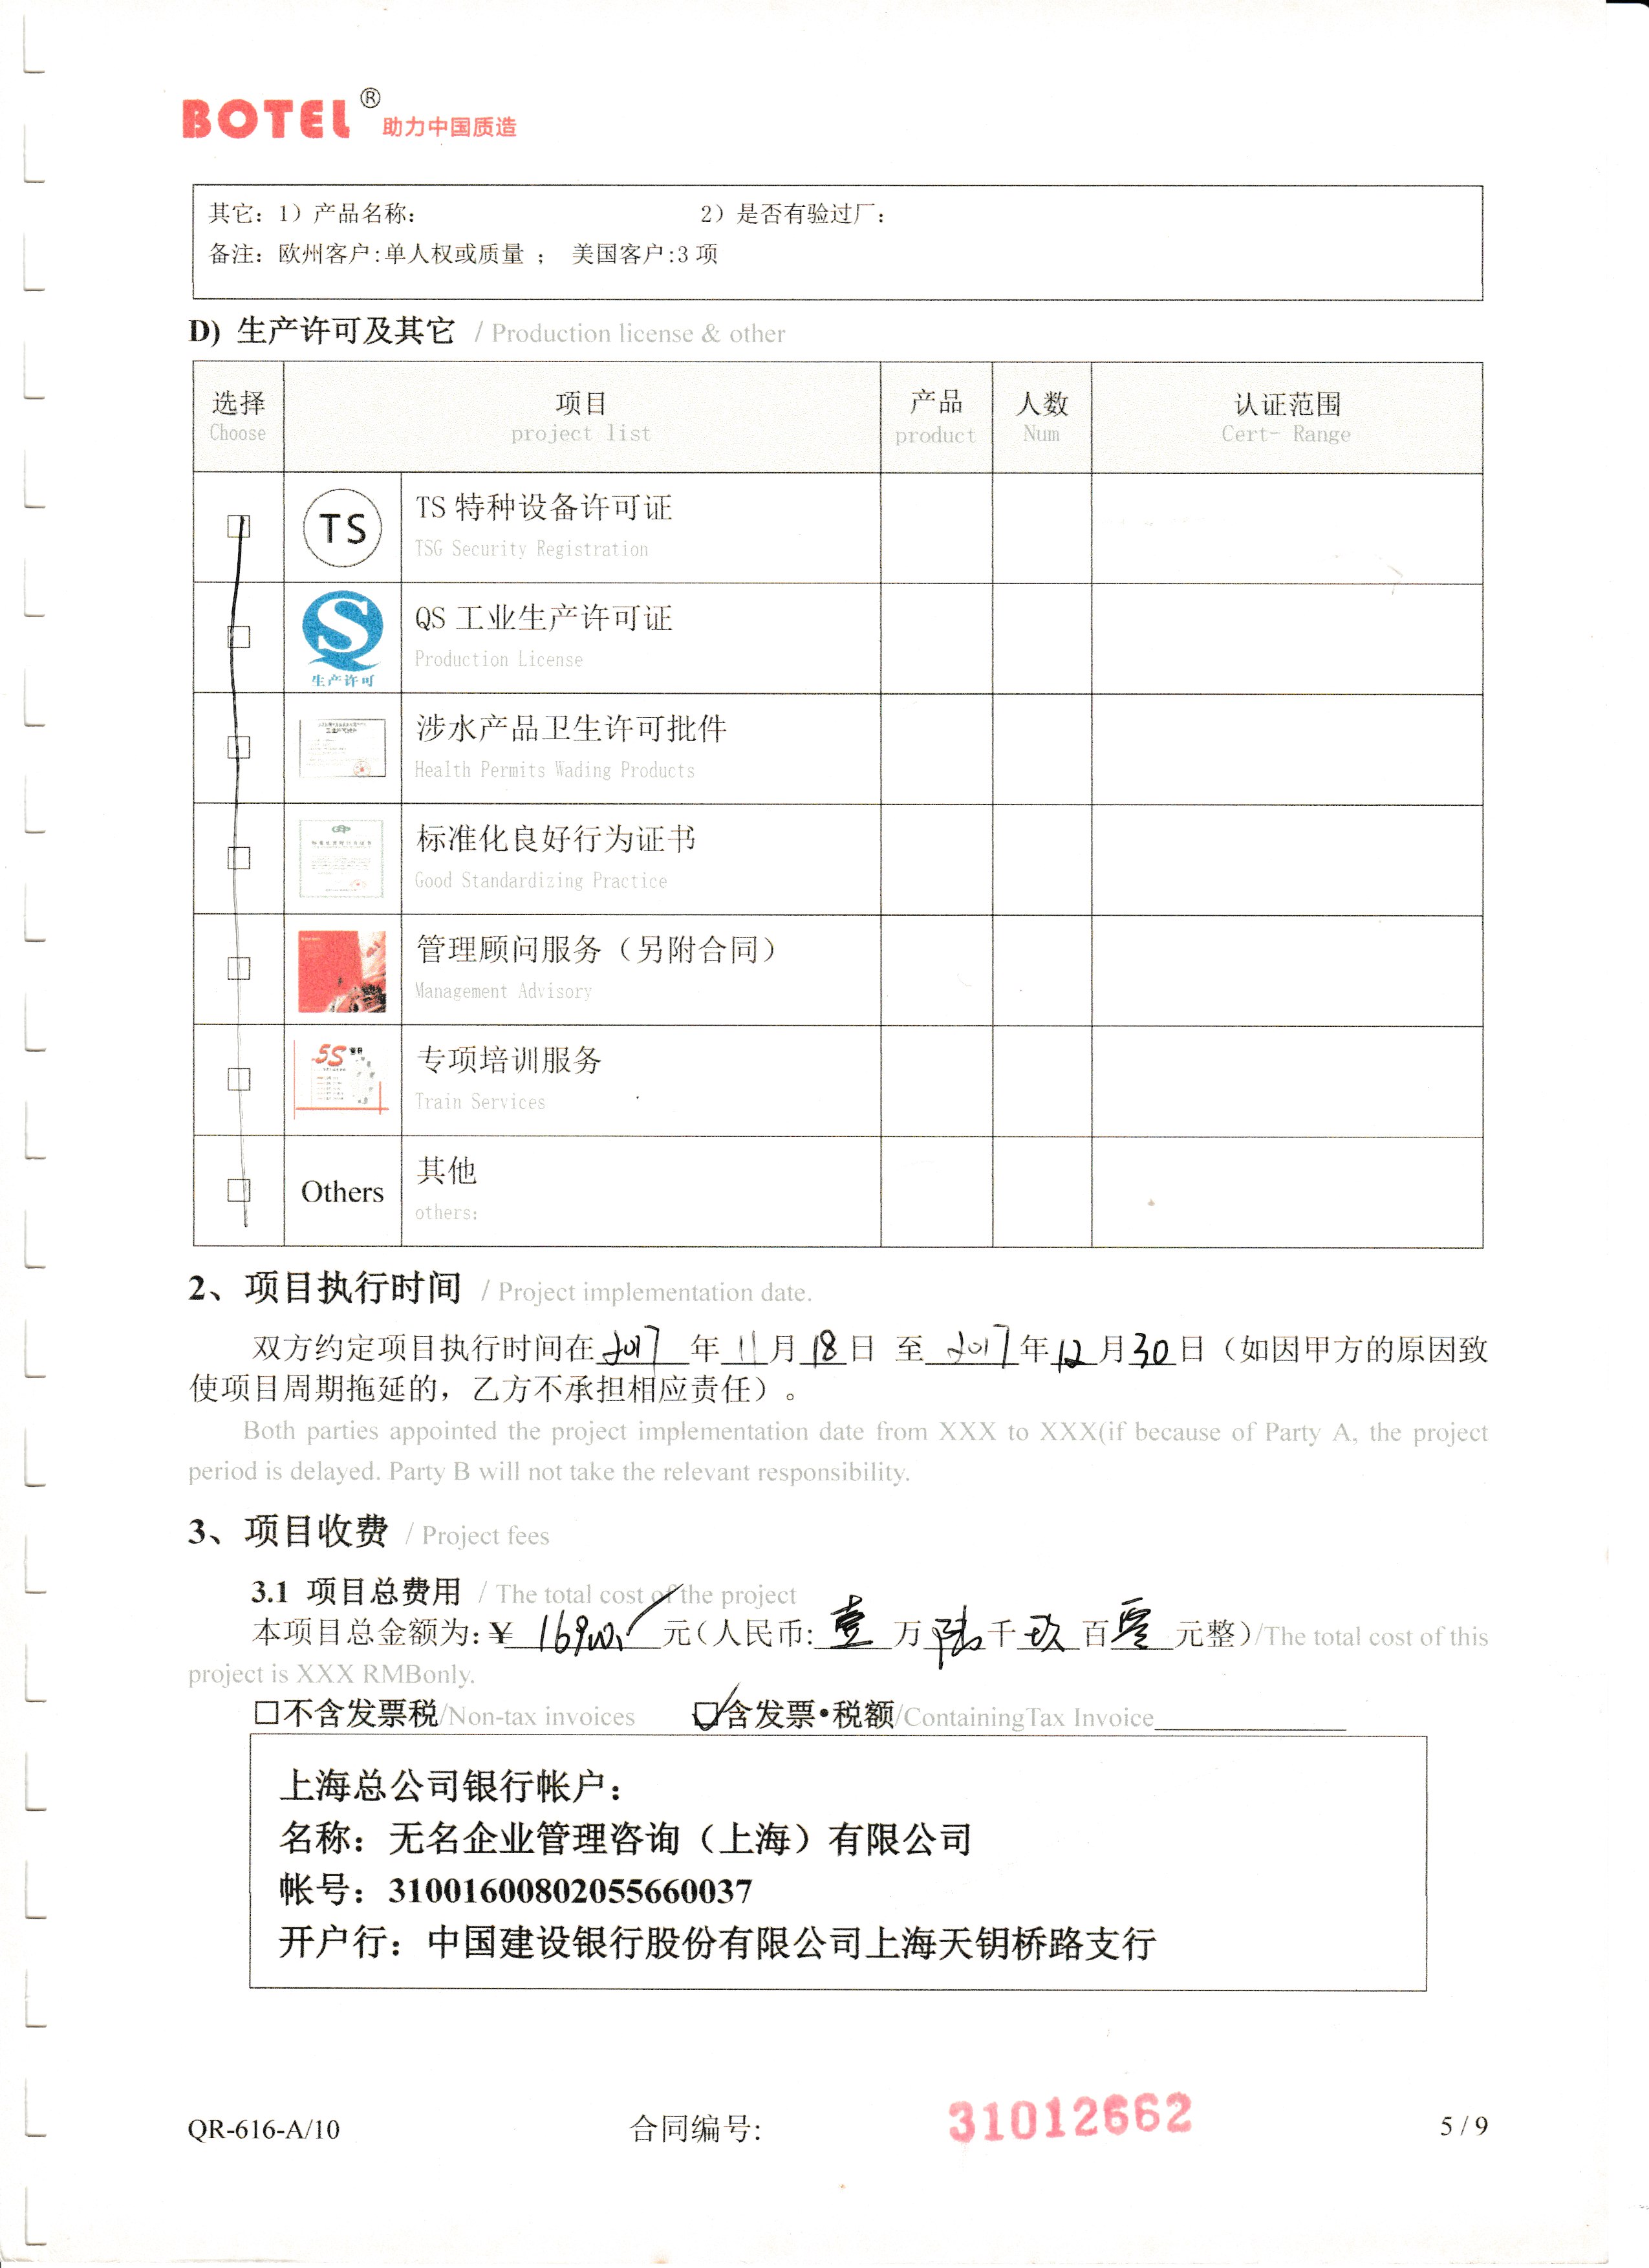 BOTEL® 助力中国质造
其它：1）产品名称： 2）是否有验过厂：
备注：欧州客户:单人权或质量 ； 美国客户:3 项
D) 生产许可及其它 / Production license & other
选择 项目 产品 人数 认证范围
Choose project list product Num Cert- Range
□ TS TS 特种设备许可证
TSG Security Registration
□ S QS 工业生产许可证
生产许可 Production License
□ 涉水产品卫生许可批件
Health Permits Wading Products
□ 标准化良好行为证书
Good Standardizing Practice
□ 管理顾问服务（另附合同）
Management Advisory
□ 5S 专项培训服务
Train Services
□ Others 其他
others:
2、项目执行时间 / Project implementation date.
双方约定项目执行时间在 2017 年 11 月 18 日 至 2017 年 12 月 30 日（如因甲方的原因致
使项目周期拖延的，乙方不承担相应责任）。
Both parties appointed the project implementation date from XXX to XXX(if because of Party A, the project
period is delayed. Party B will not take the relevant responsibility.
3、项目收费 / Project fees
3.1 项目总费用 / The total cost of the project
本项目总金额为:¥ 16900. 元(人民币: 壹 万 陆 千 玖 百 零 元整)/The total cost of this
project is XXX RMBonly.
□不含发票税/Non-tax invoices ☑含发票•税额/ContainingTax Invoice
上海总公司银行帐户：
名称：无名企业管理咨询（上海）有限公司
帐号：31001600802055660037
开户行：中国建设银行股份有限公司上海天钥桥路支行
QR-616-A/10 合同编号: 31012662 5 / 9